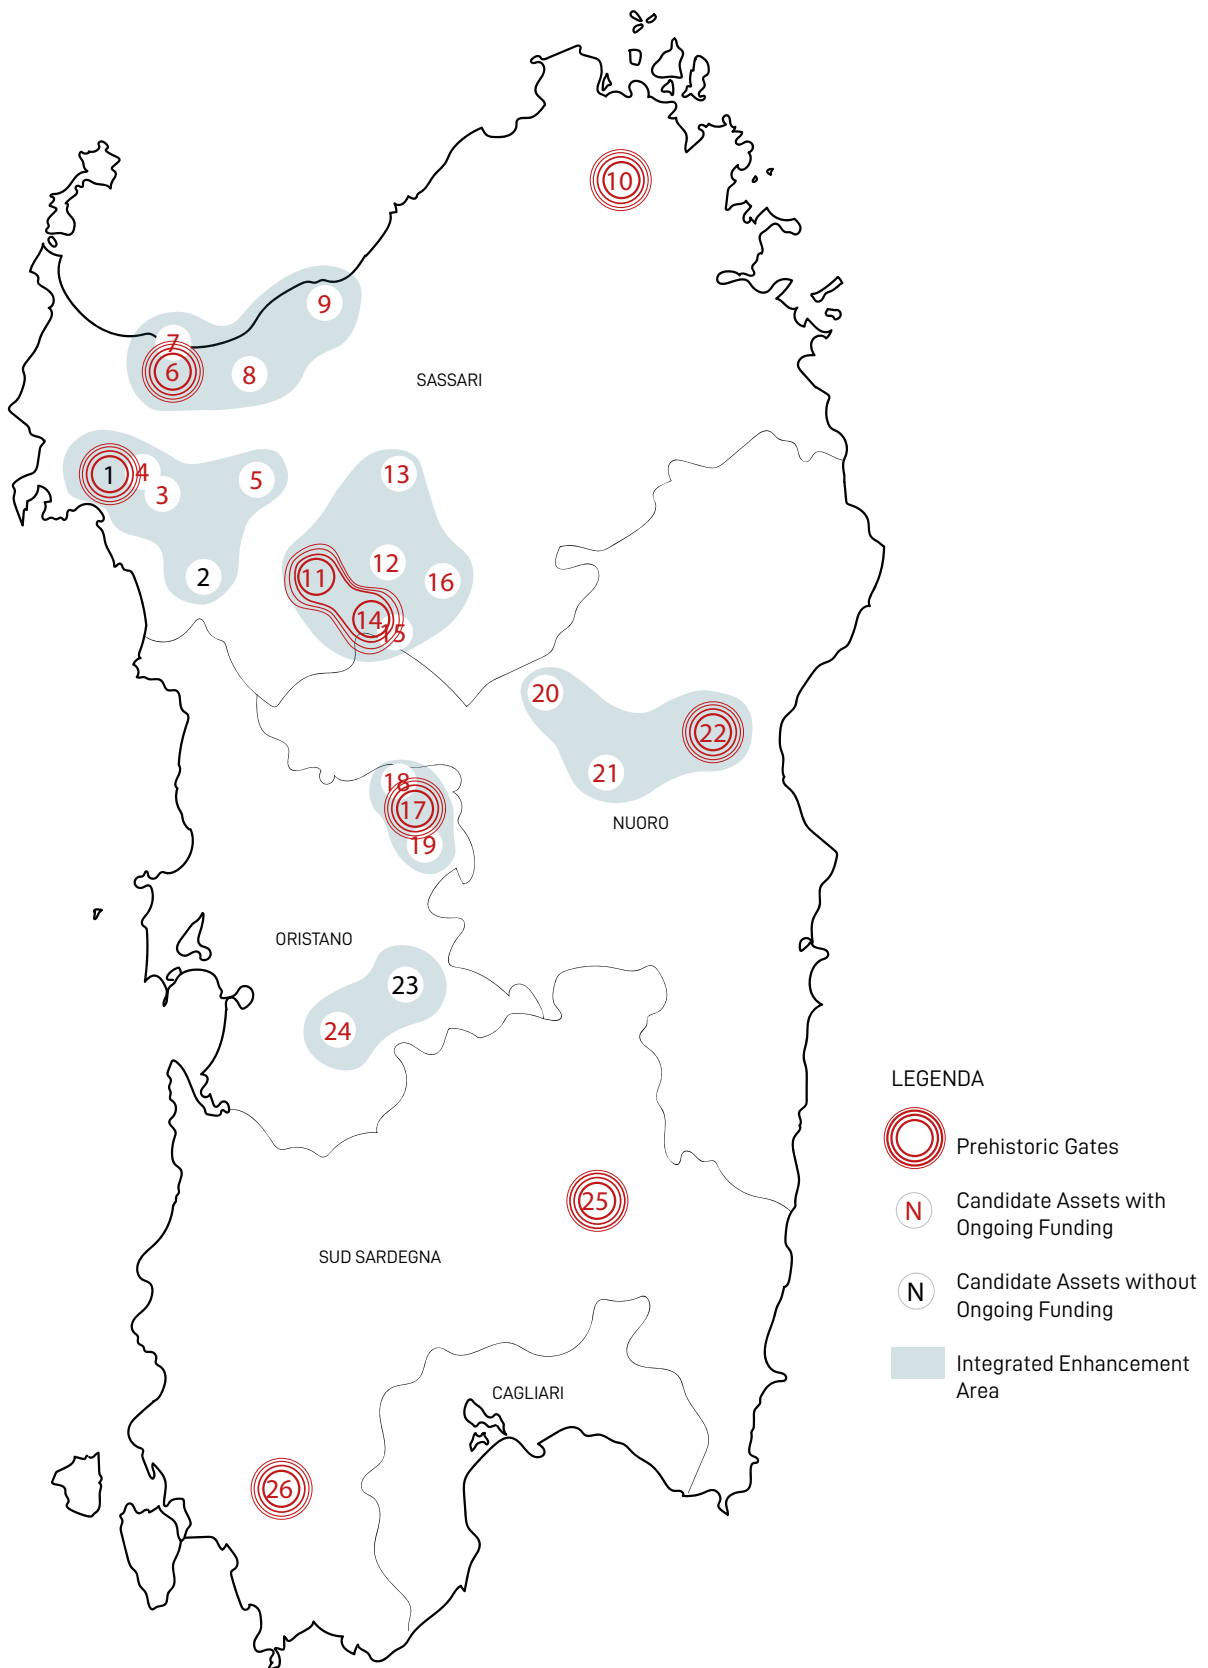 10
9
7
6
8
SASSARI
1
4
3
5
13
2
11
12
16
14
15
20
22
21
18
17
19
NUORO
ORISTANO
23
24
LEGENDA
Prehistoric Gates
N
Candidate Assets with
Ongoing Funding
N
Candidate Assets without
Ongoing Funding
Integrated Enhancement
Area
25
SUD SARDEGNA
CAGLIARI
26